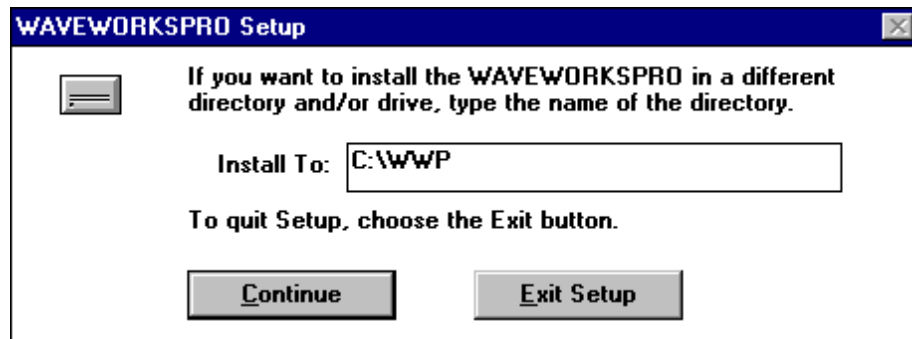 WAVEWORKSPRO Setup
If you want to install the WAVEWORKSPRO in a different
directory and/or drive, type the name of the directory.
Install To: C:\WWP
To quit Setup, choose the Exit button.
Continue Exit Setup